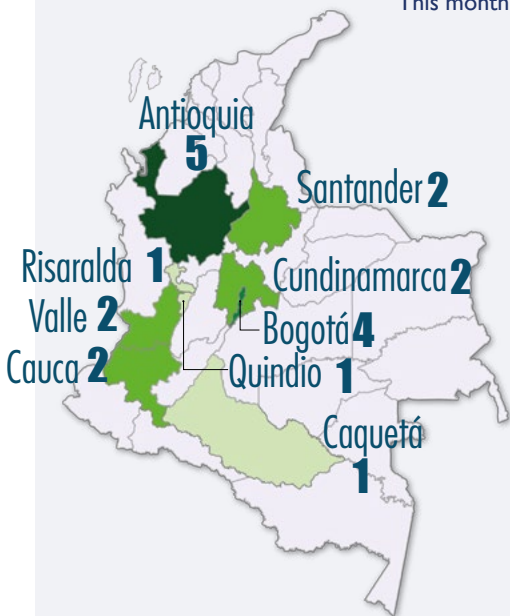 This month
Antioquia
5
Santander 2
Risaralda 1
Cundinamarca 2
Valle 2
Bogotá 4
Cauca 2
Quindio 1
Caquetá
1